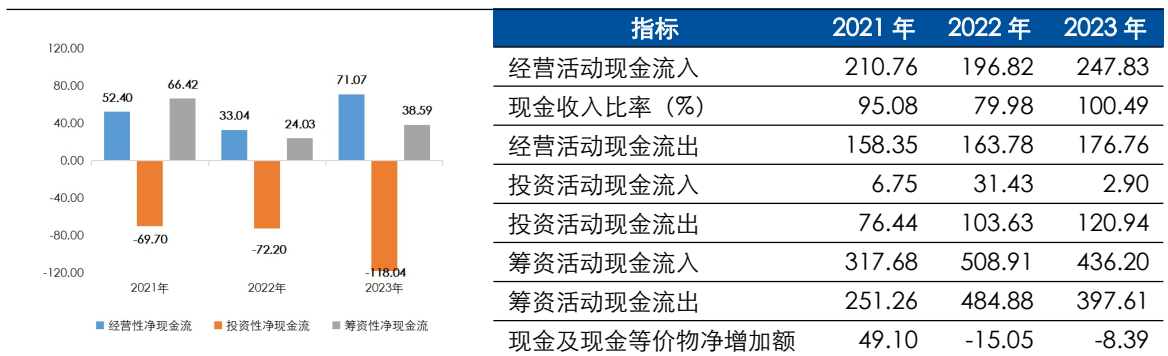 120.00
80.00
40.00
0.00
-40.00
-80.00
-120.00
52.40
66.42
-69.70
33.04
24.03
-72.20
71.07
38.59
-118.04
2021年 2022年 2023年
经营性净现金流 投资性净现金流 筹资性净现金流
指标 2021 年 2022 年 2023 年
经营活动现金流入 210.76 196.82 247.83
现金收入比率（%） 95.08 79.98 100.49
经营活动现金流出 158.35 163.78 176.76
投资活动现金流入 6.75 31.43 2.90
投资活动现金流出 76.44 103.63 120.94
筹资活动现金流入 317.68 508.91 436.20
筹资活动现金流出 251.26 484.88 397.61
现金及现金等价物净增加额 49.10 -15.05 -8.39